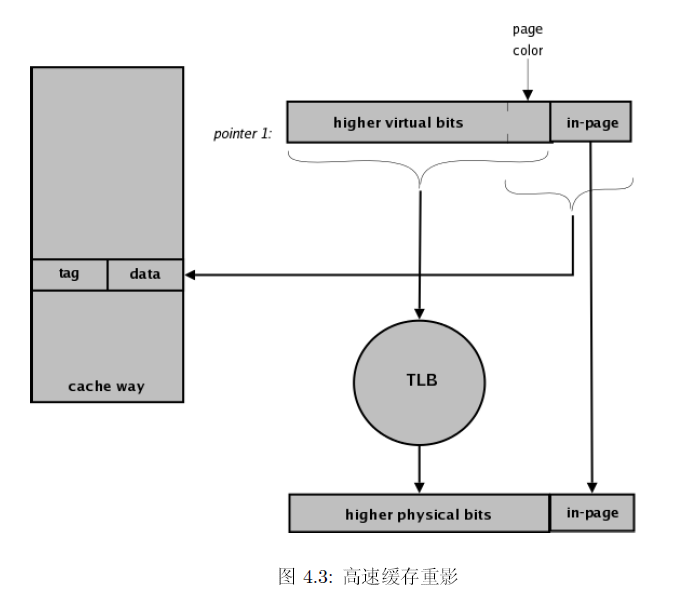 page
color
pointer 1:
higher virtual bits
in-page
tag
data
cache way
TLB
higher physical bits
in-page
图 4.3: 高速缓存重影